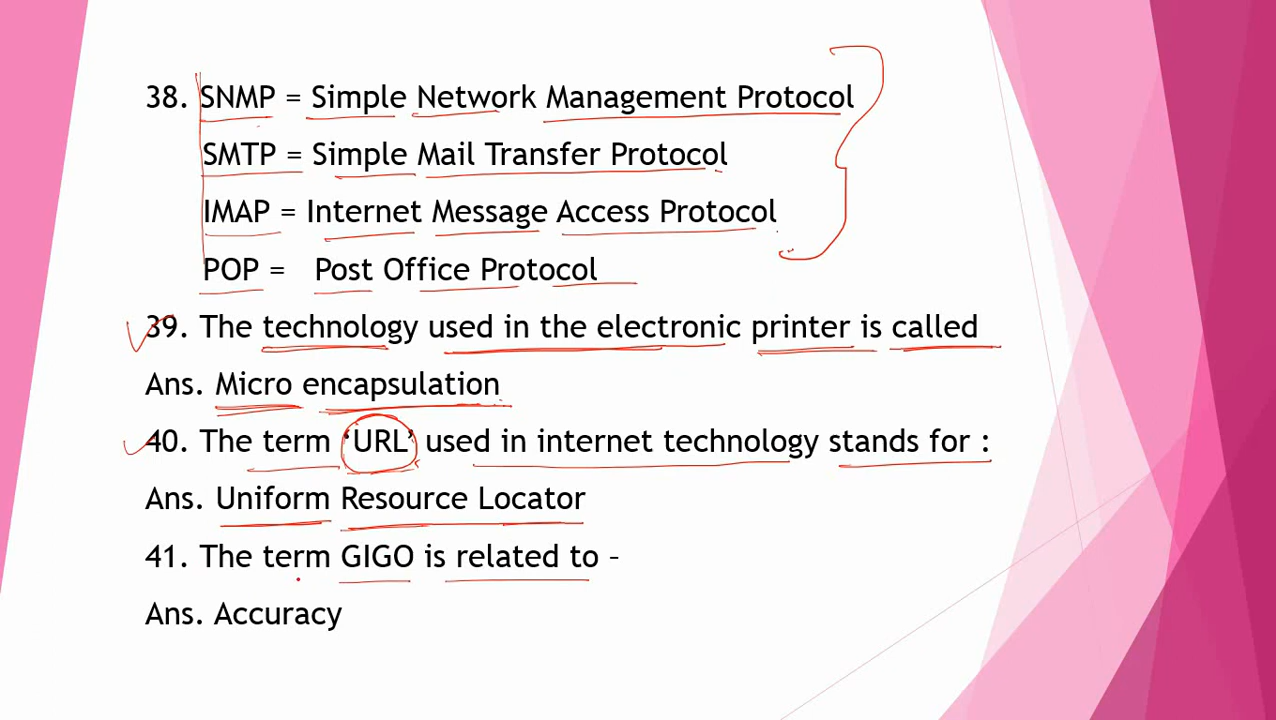 38. SNMP = Simple Network Management Protocol
SMTP = Simple Mail Transfer Protocol
IMAP = Internet Message Access Protocol
POP = Post Office Protocol
39. The technology used in the electronic printer is called
Ans. Micro encapsulation
40. The term ‘URL’ used in internet technology stands for :
Ans. Uniform Resource Locator
41. The term GIGO is related to –
Ans. Accuracy